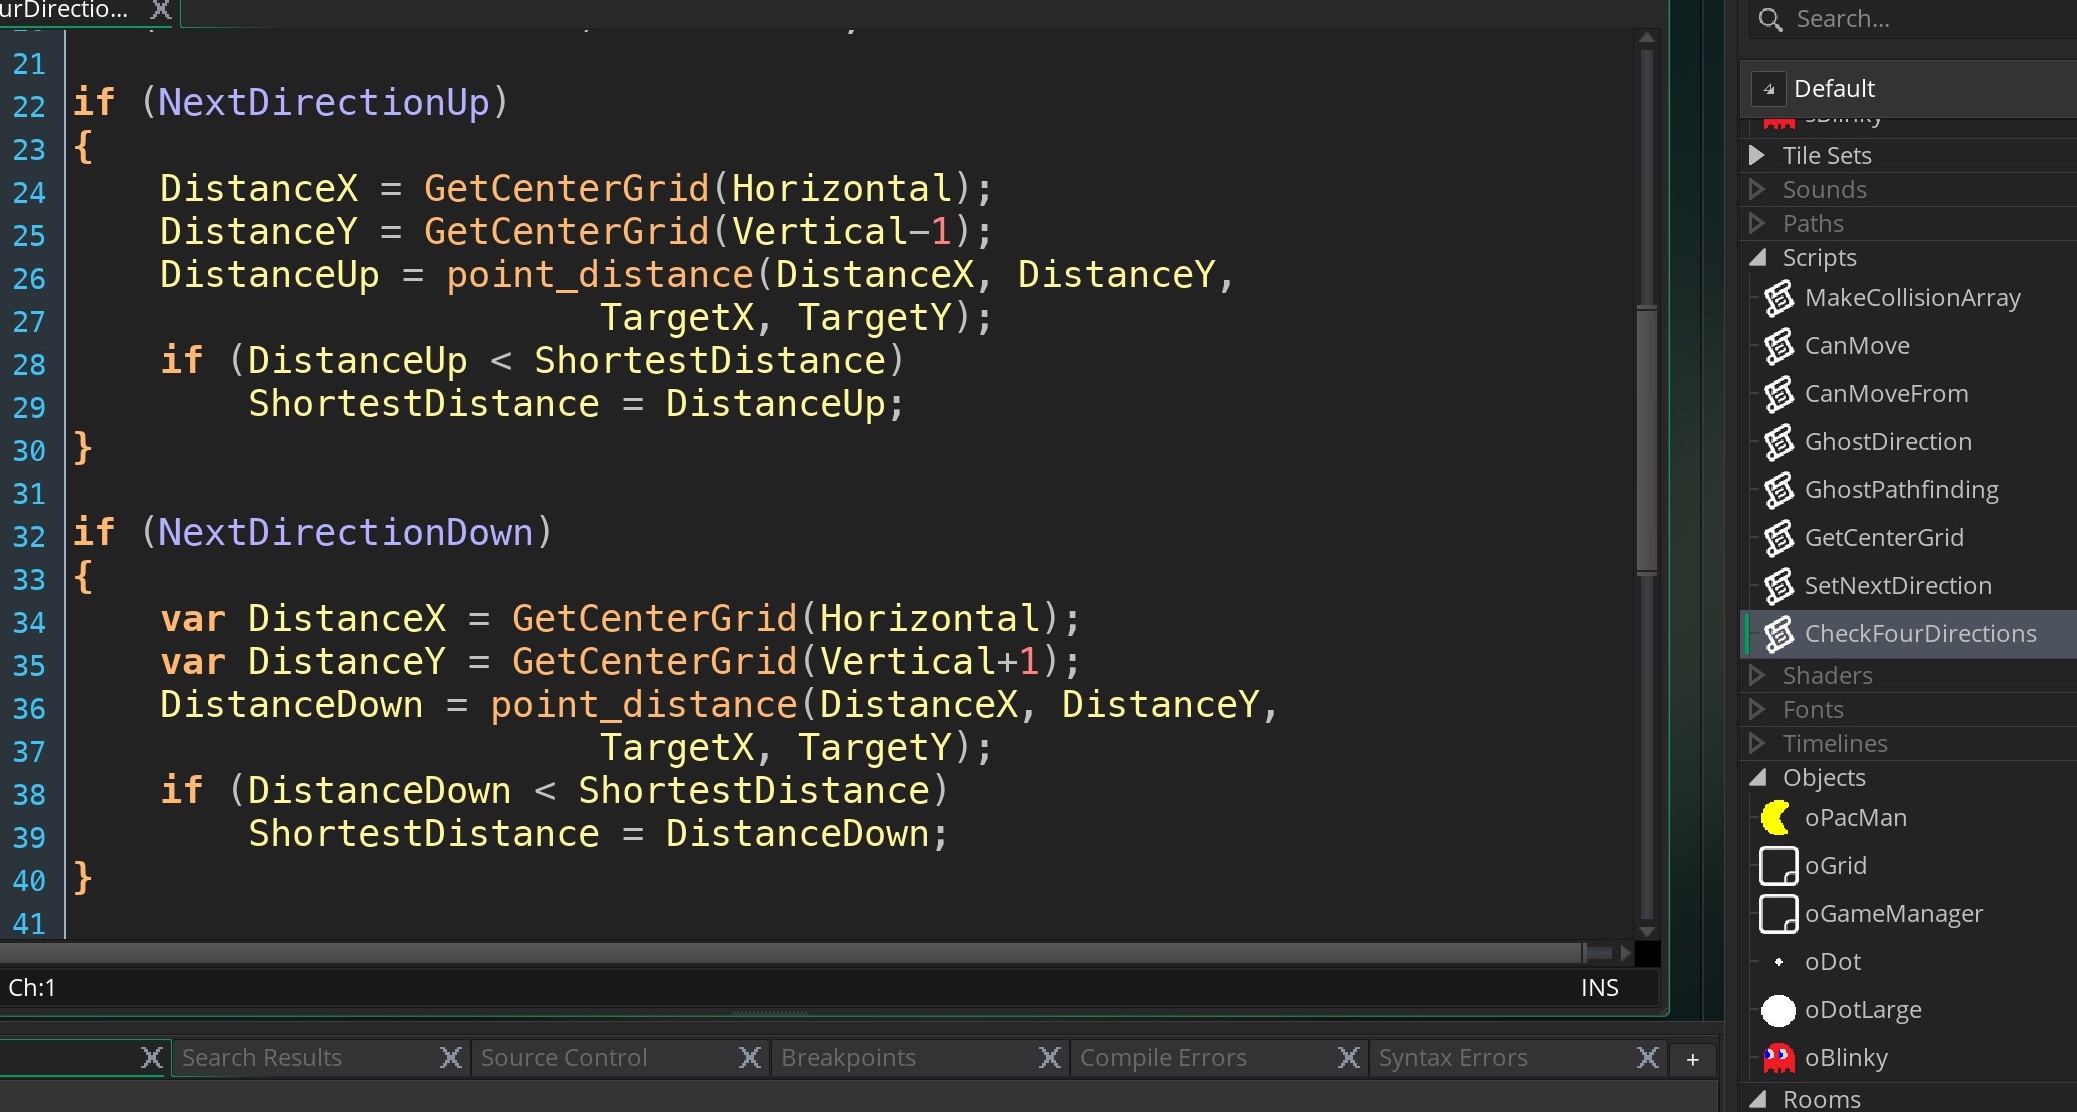 urDirectio...
21
22 if (NextDirectionUp)
23 {
24 DistanceX = GetCenterGrid(Horizontal);
25 DistanceY = GetCenterGrid(Vertical-1);
26 DistanceUp = point_distance(DistanceX, DistanceY,
27 TargetX, TargetY);
28 if (DistanceUp < ShortestDistance)
29 ShortestDistance = DistanceUp;
30 }
31
32 if (NextDirectionDown)
33 {
34 var DistanceX = GetCenterGrid(Horizontal);
35 var DistanceY = GetCenterGrid(Vertical+1);
36 DistanceDown = point_distance(DistanceX, DistanceY,
37 TargetX, TargetY);
38 if (DistanceDown < ShortestDistance)
39 ShortestDistance = DistanceDown;
40 }
41
Ch:1
INS
Search Results
Source Control
Breakpoints
Compile Errors
Syntax Errors
+
Search...
Default
sBlinky
Tile Sets
Sounds
Paths
Scripts
MakeCollisionArray
CanMove
CanMoveFrom
GhostDirection
GhostPathfinding
GetCenterGrid
SetNextDirection
CheckFourDirections
Shaders
Fonts
Timelines
Objects
oPacMan
oGrid
oGameManager
oDot
oDotLarge
oBlinky
Rooms